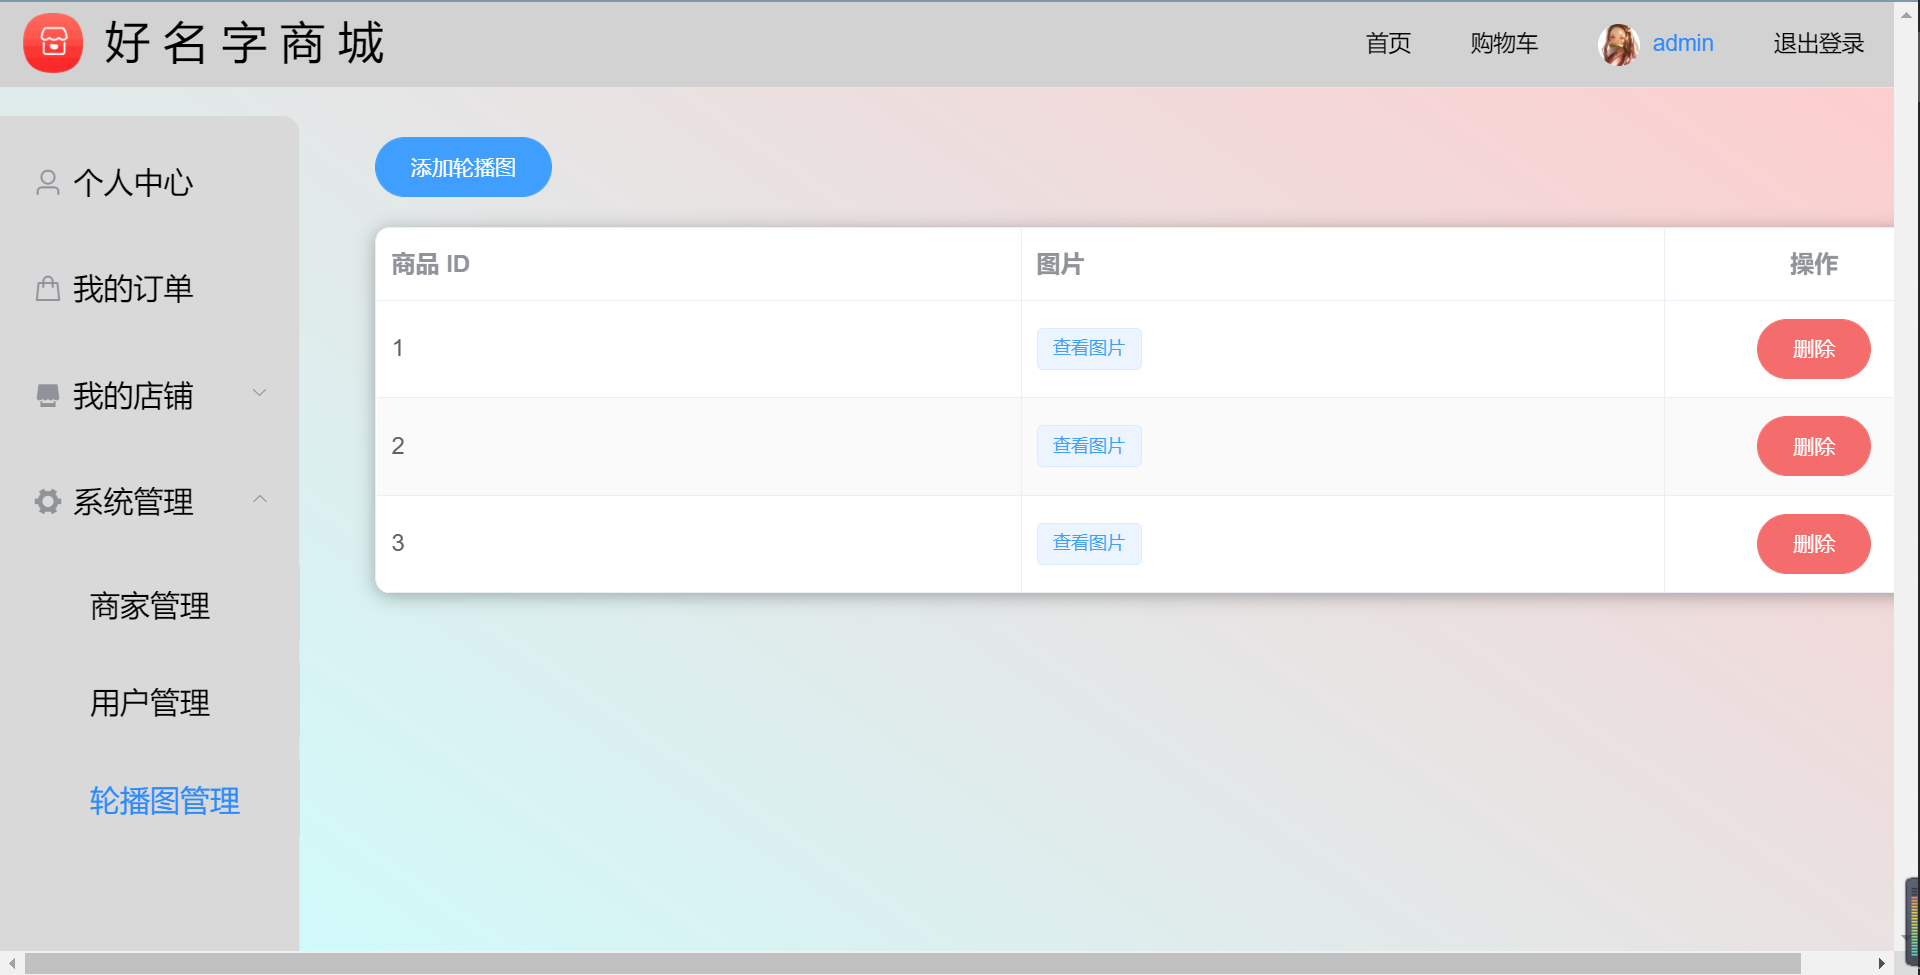 好名字商城
首页
购物车
admin
退出登录
个人中心
我的订单
我的店铺
系统管理
商家管理
用户管理
轮播图管理
添加轮播图
商品 ID
图片
操作
1
查看图片
删除
2
查看图片
删除
3
查看图片
删除